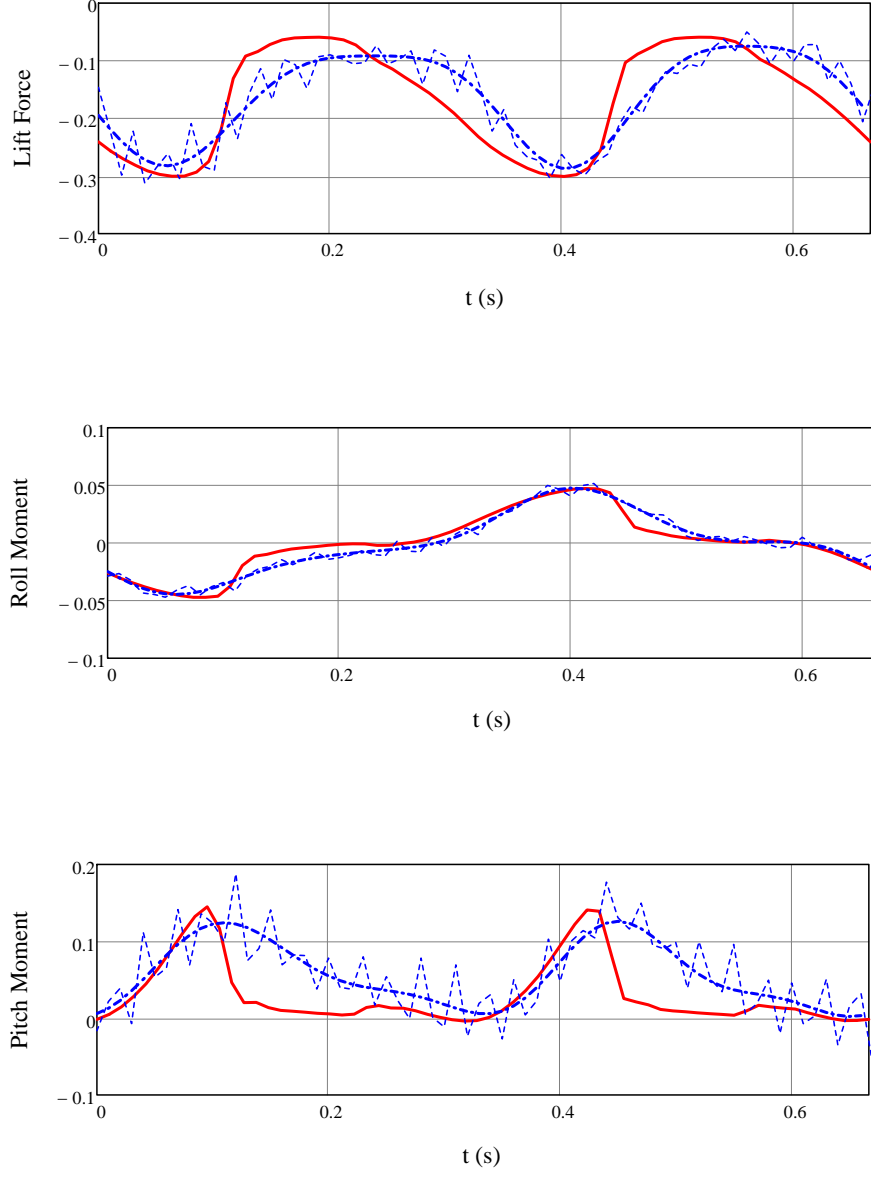 0
– 0.1
– 0.2
– 0.3
– 0.4
Lift Force
0 0.2 0.4 0.6
t (s)
0.1
0.05
0
– 0.05
– 0.1
Roll Moment
0 0.2 0.4 0.6
t (s)
0.2
0.1
0
– 0.1
Pitch Moment
0 0.2 0.4 0.6
t (s)